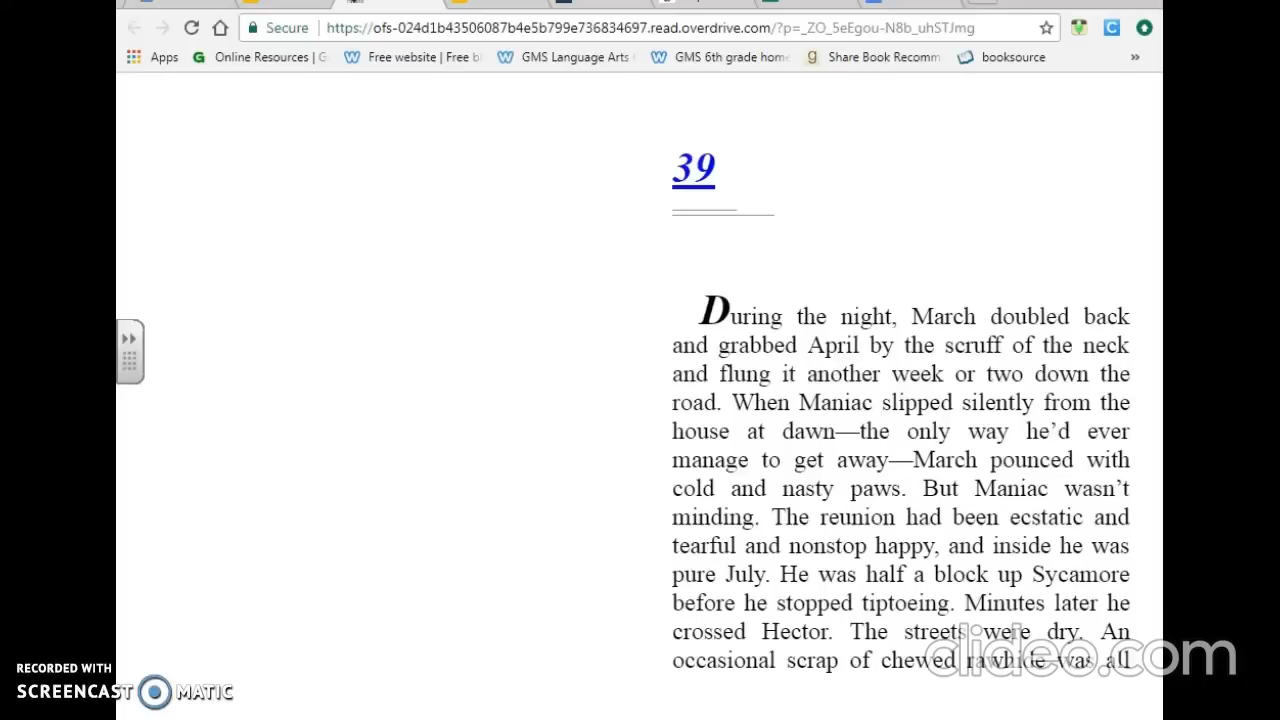 Secure
https://ofs-024d1b43506087b4e5b799e736834697.read.overdrive.com/?p=_ZO_5eEgou-N8b_uhSTJmg
Apps
Online Resources | G
Free website | Free b
GMS Language Arts
GMS 6th grade hom
Share Book Recomm
booksource
39
During the night, March doubled back
and grabbed April by the scruff of the neck
and flung it another week or two down the
road. When Maniac slipped silently from the
house at dawn—the only way he’d ever
manage to get away—March pounced with
cold and nasty paws. But Maniac wasn’t
minding. The reunion had been ecstatic and
tearful and nonstop happy, and inside he was
pure July. He was half a block up Sycamore
before he stopped tiptoeing. Minutes later he
crossed Hector. The streets were dry. An
occasional scrap of chewed rawhide was all
clideo.com
RECORDED WITH
SCREENCAST MATIC